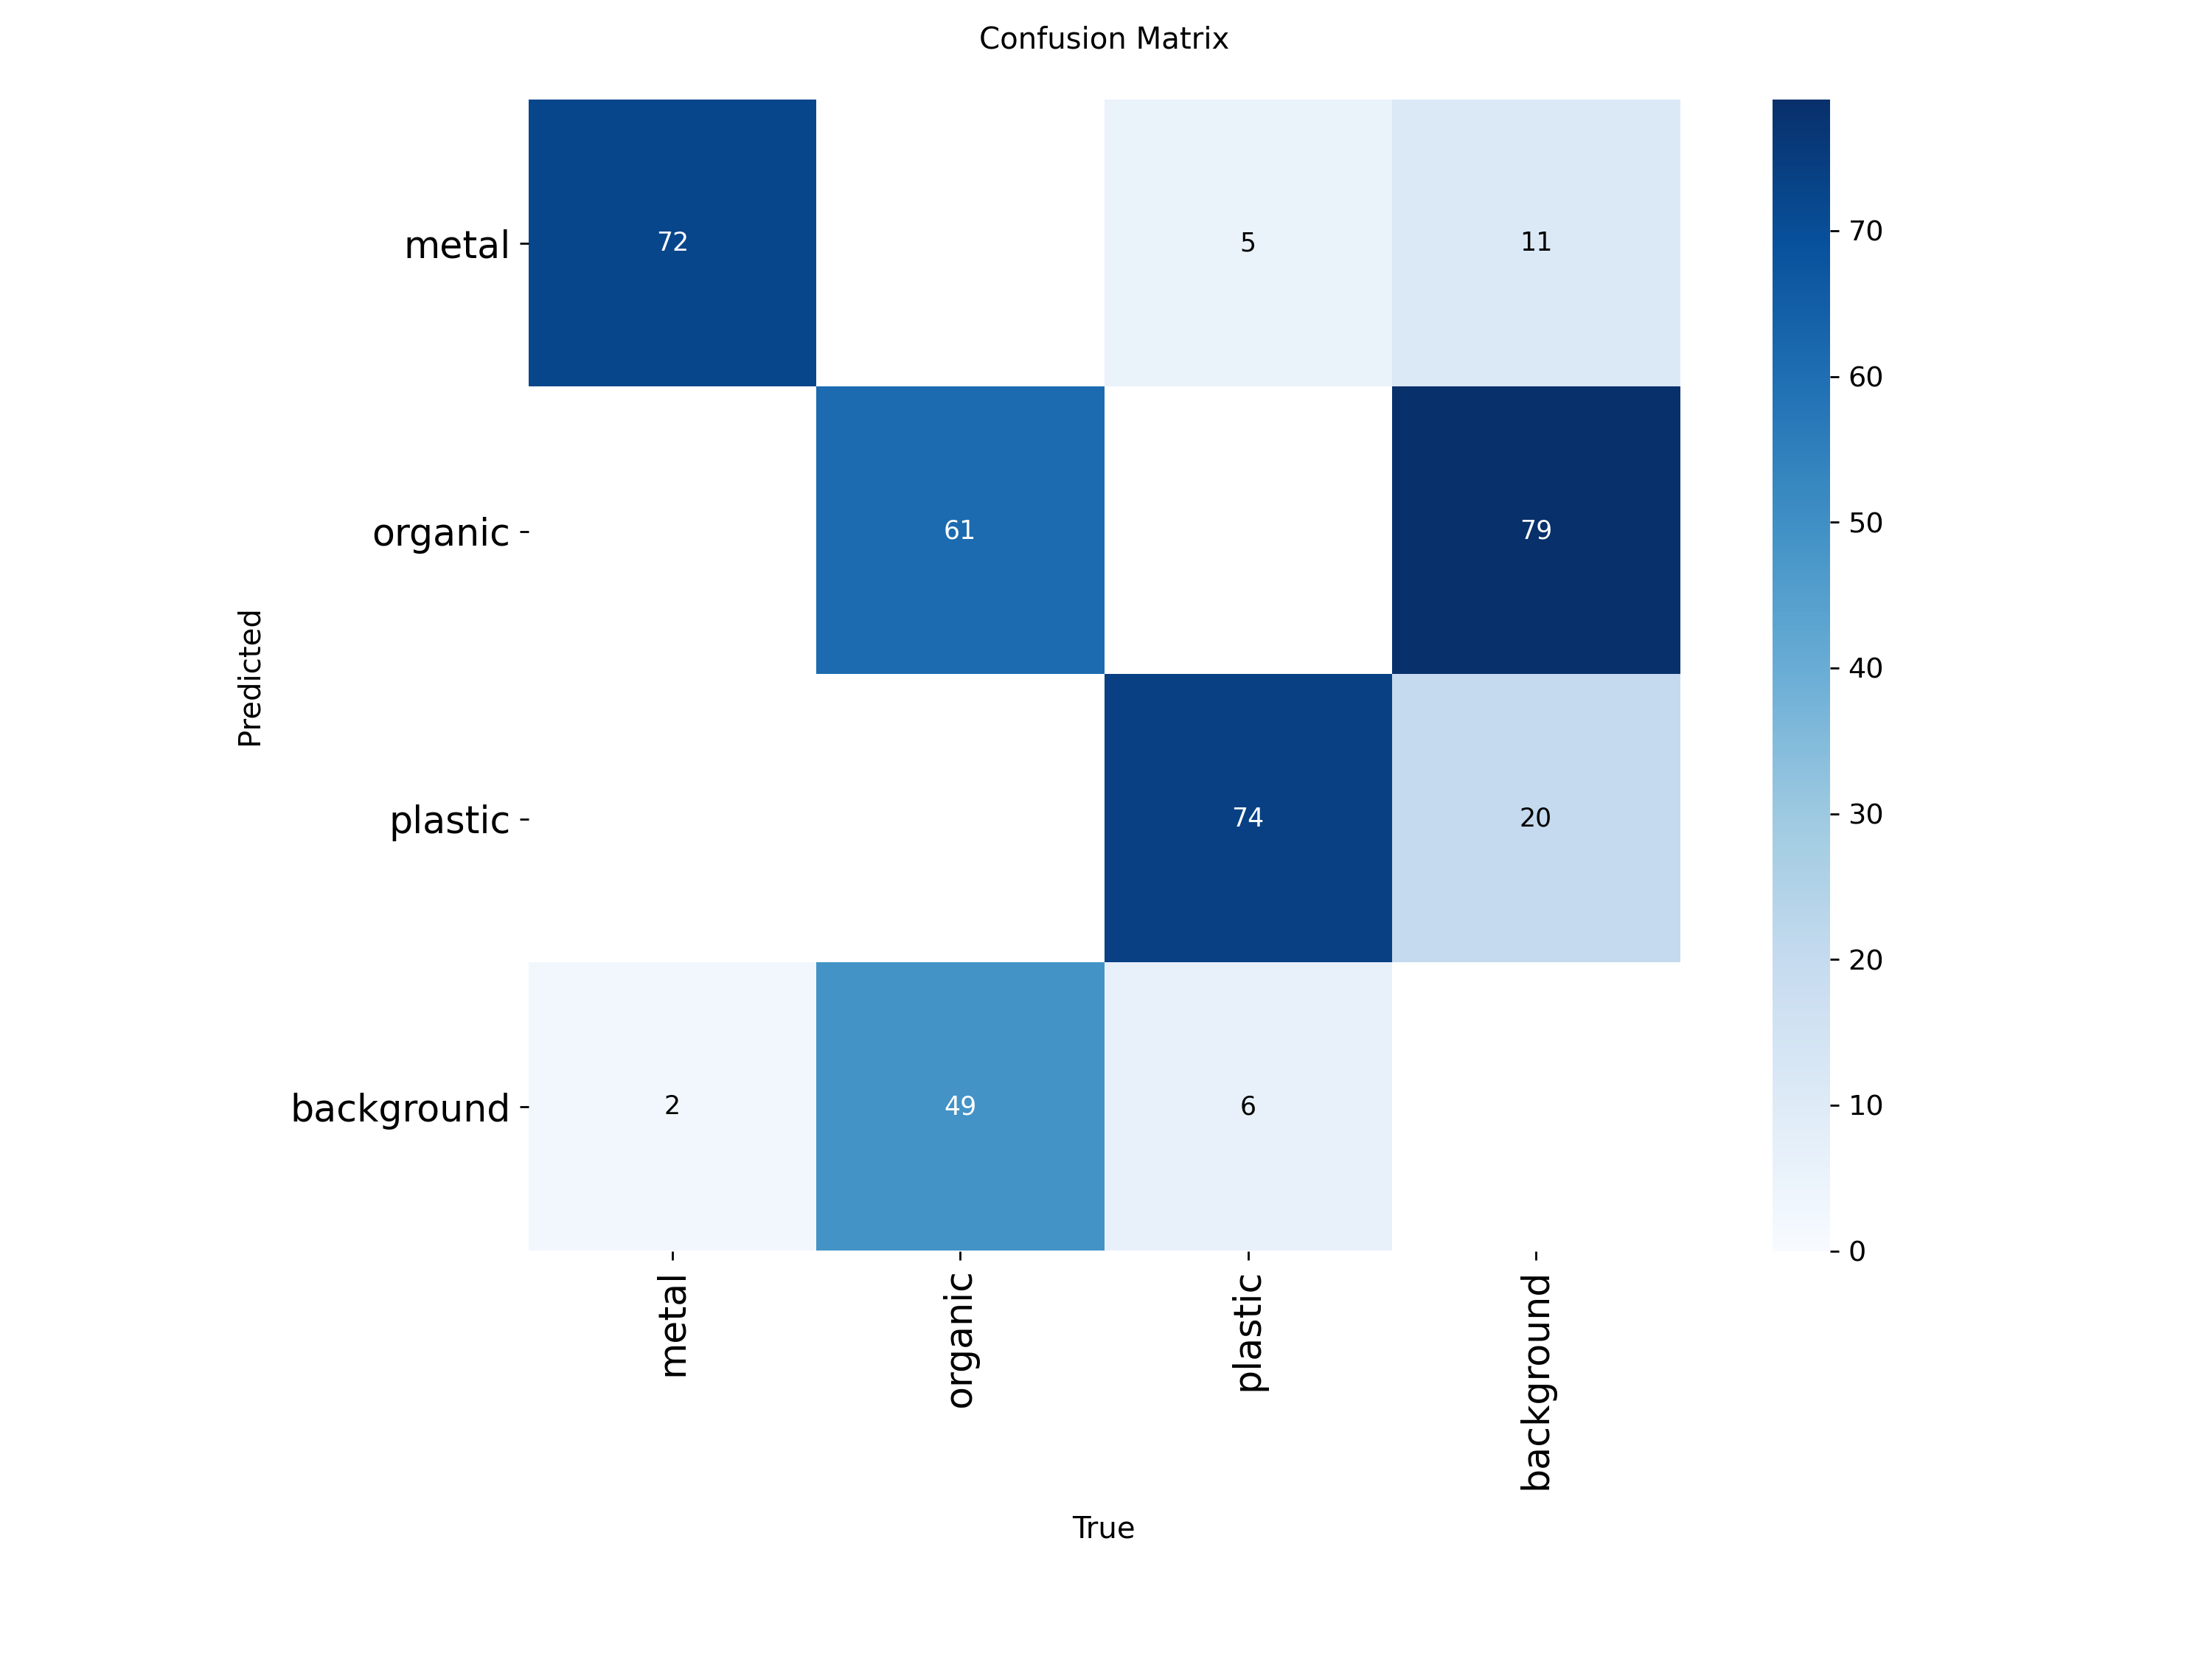 Confusion Matrix
metal 72 5 11
organic 61 79
plastic 74 20
background 2 49 6
metal organic plastic background
Predicted
True
70
60
50
40
30
20
10
0